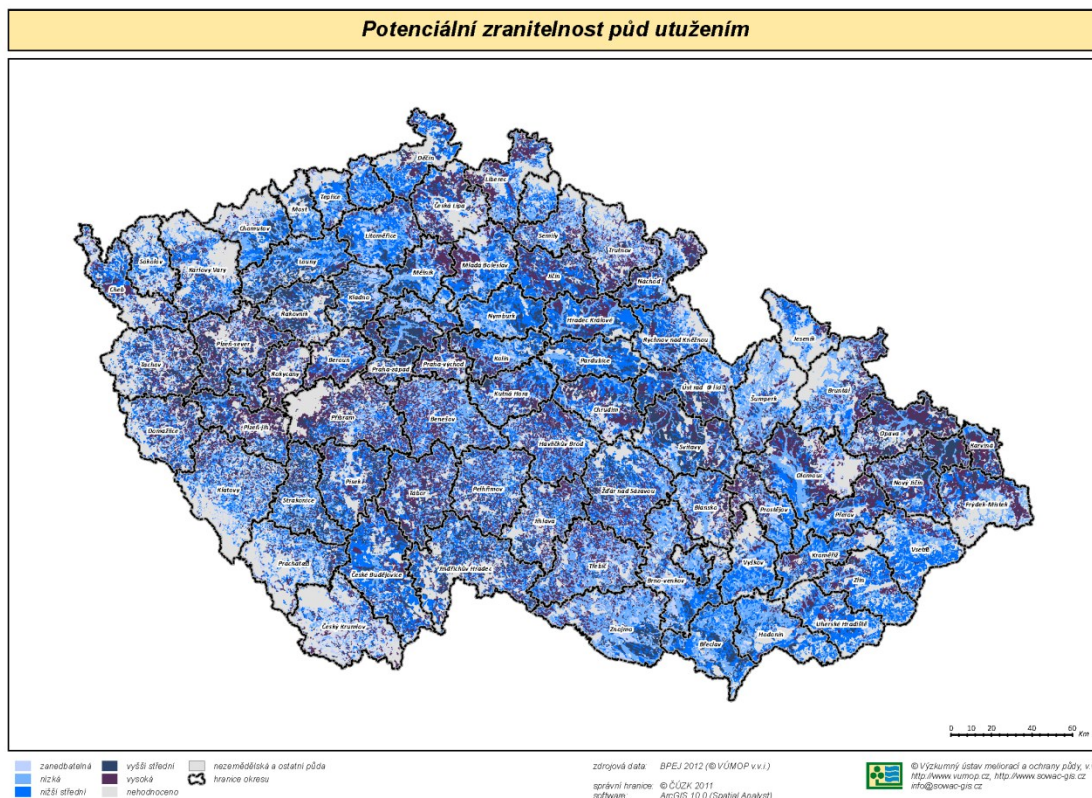 Potenciální zranitelnost půd utužením
Děčín
Liberec
Teplice
Most
Česká Lípa
Chomutov
Litoměřice
Semily
Trutnov
Sokolov
Karlovy Vary
Louny
Mělník
Mladá Boleslav
Jičín
Náchod
Cheb
Rakovník
Kladno
Nymburk
Hradec Králové
Rychnov nad Kněžnou
Jeseník
Plzeň-sever
Beroun
Praha-západ
Praha-východ
Kolín
Pardubice
Tachov
Rokycany
Kutná Hora
Chrudim
Šumperk
Bruntál
Příbram
Benešov
Domažlice
Plzeň-jih
Havlíčkův Brod
Svitavy
Opava
Karviná
Olomouc
Nový Jičín
Klatovy
Strakonice
Písek
Tábor
Pelhřimov
Žďár nad Sázavou
Blansko
Prostějov
Přerov
Frýdek-Místek
Jihlava
Kroměříž
Vsetín
Prachatice
České Budějovice
Jindřichův Hradec
Třebíč
Brno-venkov
Vyškov
Zlín
Český Krumlov
Znojmo
Břeclav
Hodonín
Uherské Hradiště
0 10 20 40 60
Km
zanedbatelná
nízká
nižší střední
vyšší střední
vysoká
nehodnoceno
nezemědělská a ostatní půda
hranice okresu
zdrojová data: BPEJ 2012 (© VÚMOP v.v.i.)
správní hranice: © ČÚZK 2011
software: ArcGIS 10.0 (Spatial Analyst)
© Výzkumný ústav meliorací a ochrany půdy, v
http://www.vumop.cz, http://www.sowac-gis.cz
info@sowac-gis.cz